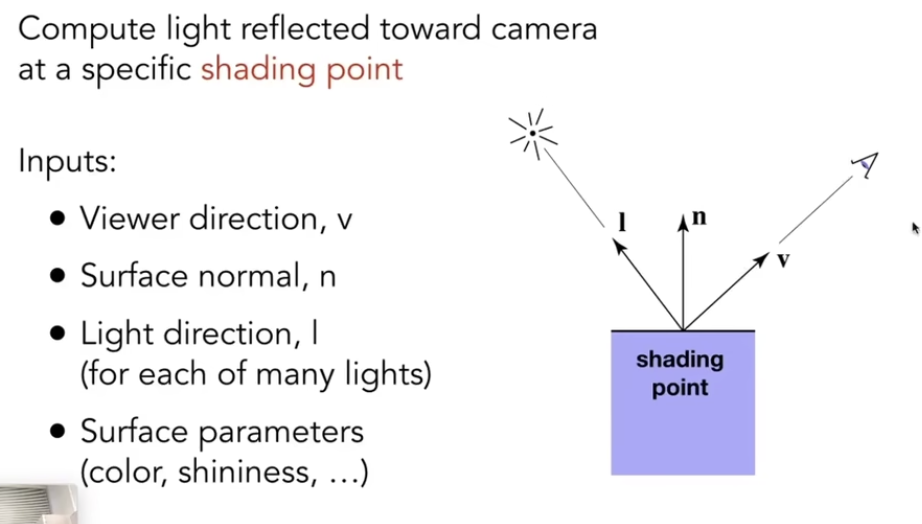 Compute light reflected toward camera
at a specific shading point
Inputs:
• Viewer direction, v
• Surface normal, n
• Light direction, l
(for each of many lights)
• Surface parameters
(color, shininess, ...)
l
n
v
shading
point